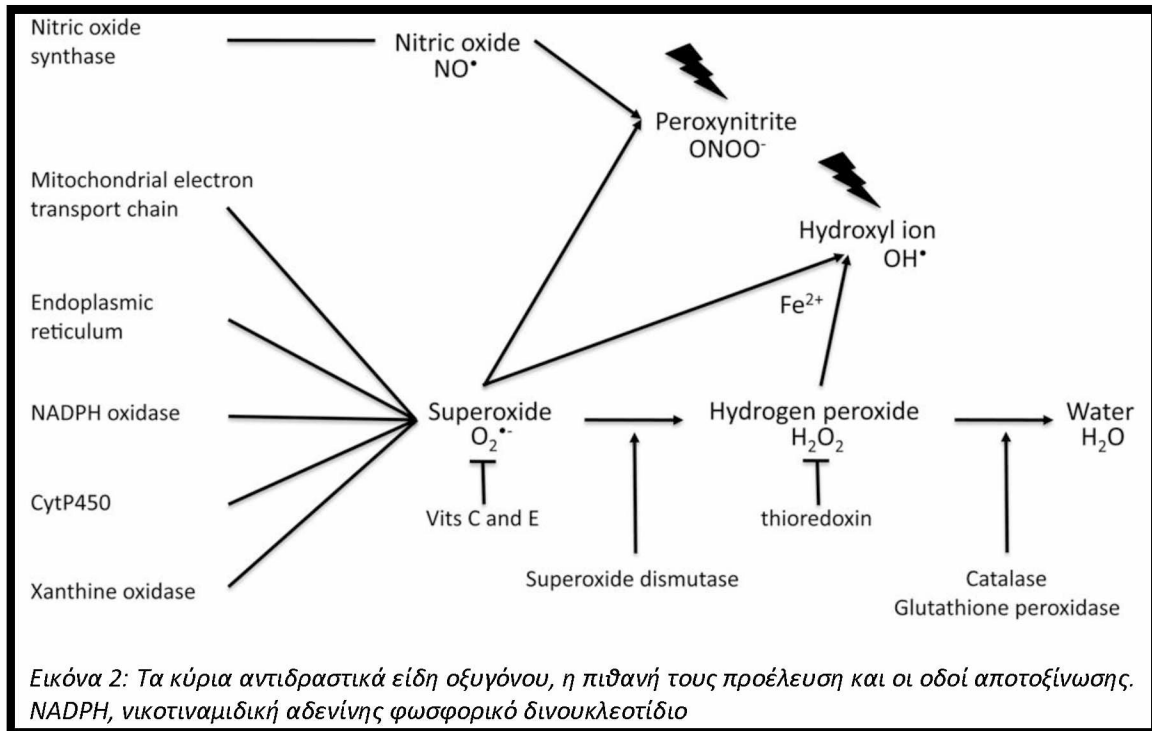 Nitric oxide
synthase
Nitric oxide
NO•
Peroxynitrite
ONOO⁻
Mitochondrial electron
transport chain
Hydroxyl ion
OH•
Endoplasmic
reticulum
Fe²⁺
NADPH oxidase
Superoxide
O₂•⁻
Hydrogen peroxide
H₂O₂
Water
H₂O
CytP450
Vits C and E
thioredoxin
Superoxide dismutase
Catalase
Glutathione peroxidase
Xanthine oxidase
Εικόνα 2: Τα κύρια αντιδραστικά είδη οξυγόνου, η πιθανή τους προέλευση και οι οδοί αποτοξίνωσης.
NADPH, νικοτιναμιδική αδενίνης φωσφορικό δινουκλεοτίδιο